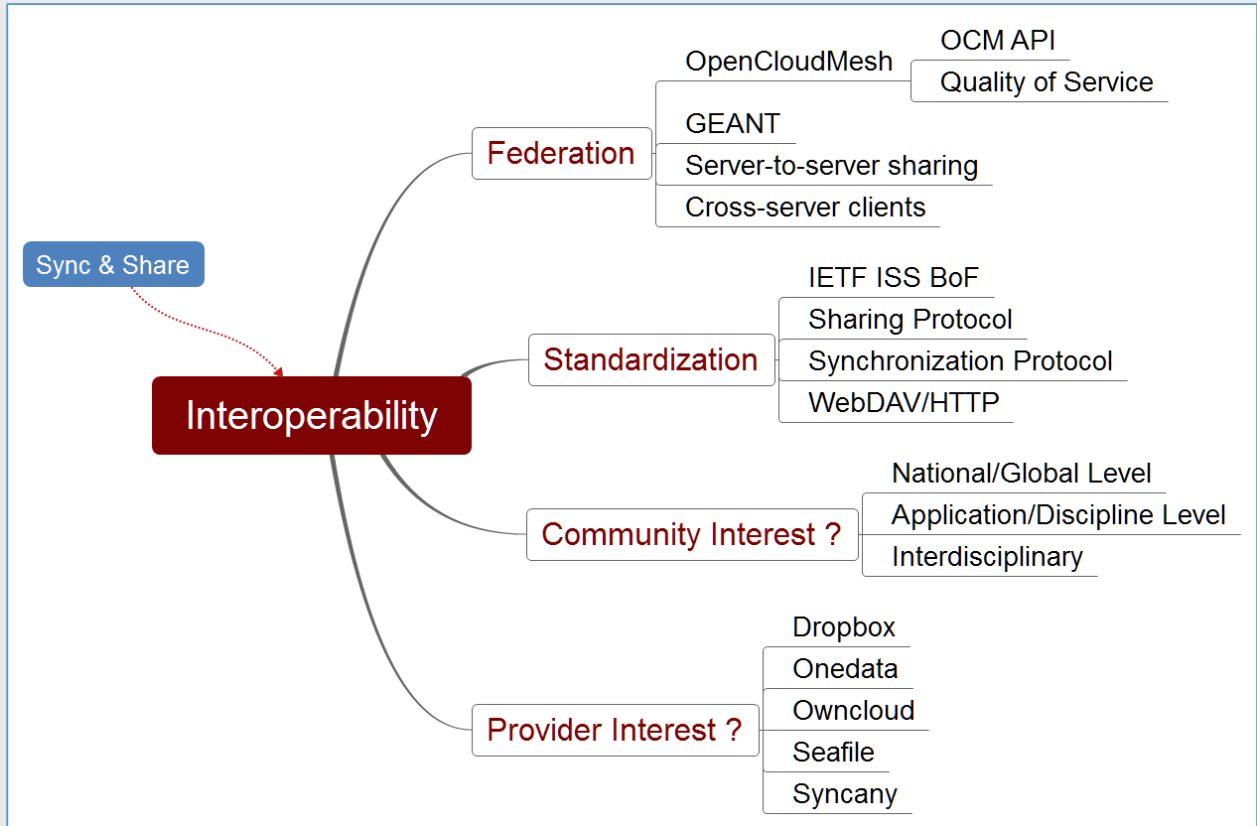 Sync & Share
Interoperability
Federation
OpenCloudMesh
OCM API
Quality of Service
GEANT
Server-to-server sharing
Cross-server clients
Standardization
IETF ISS BoF
Sharing Protocol
Synchronization Protocol
WebDAV/HTTP
Community Interest ?
National/Global Level
Application/Discipline Level
Interdisciplinary
Provider Interest ?
Dropbox
Onedata
Owncloud
Seafile
Syncany